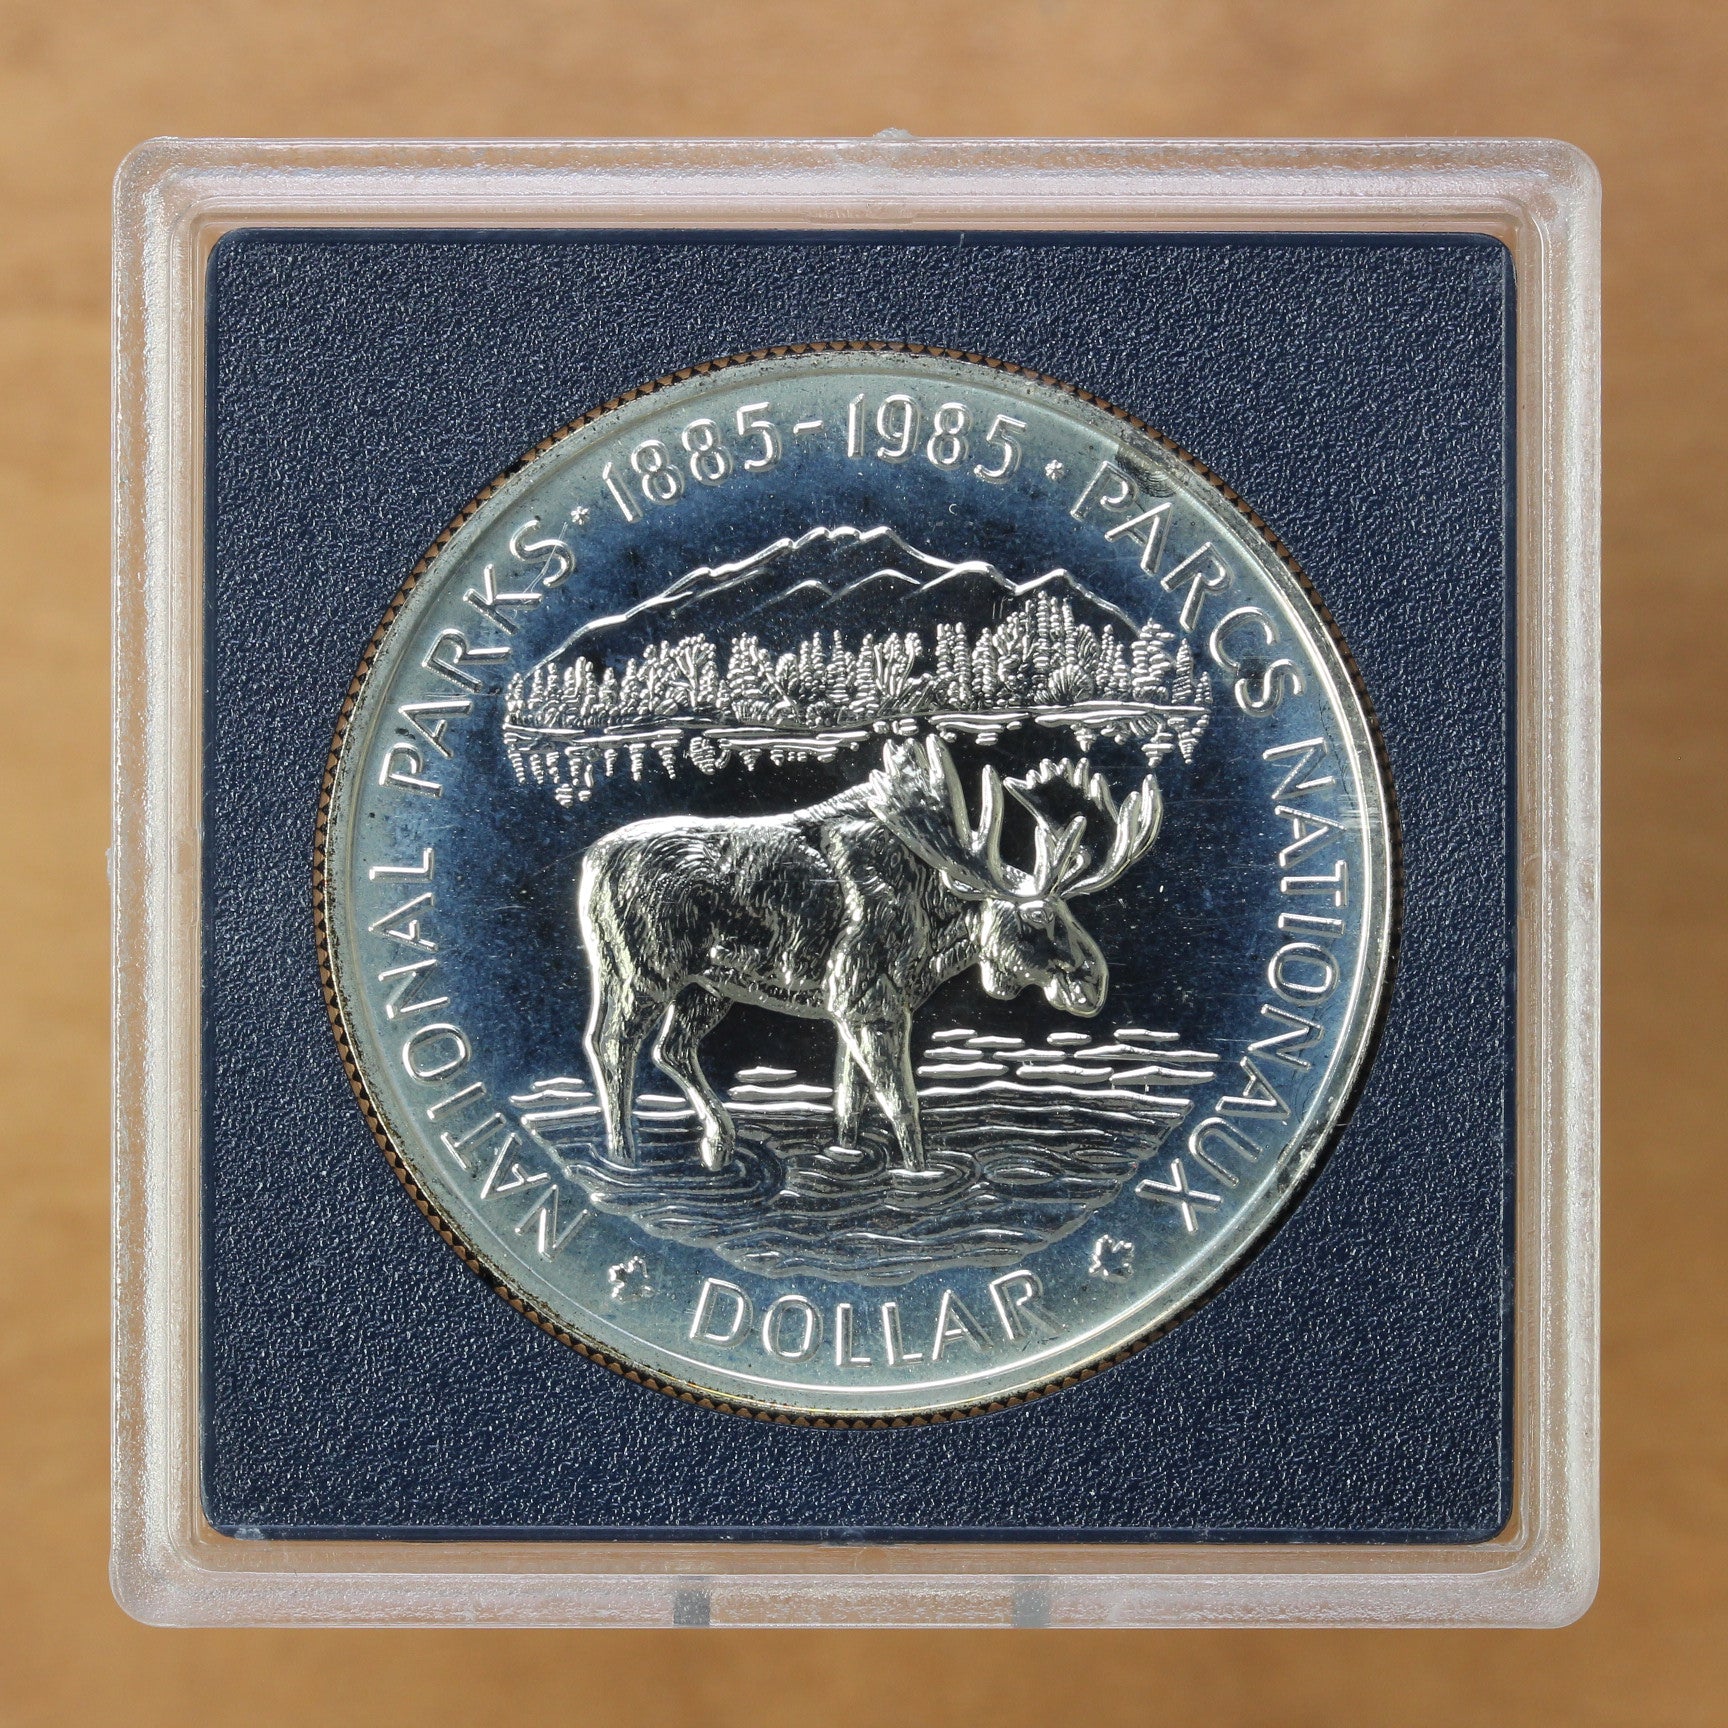 NATIONAL PARKS · 1885-1985 · PARCS NATIONAUX
DOLLAR